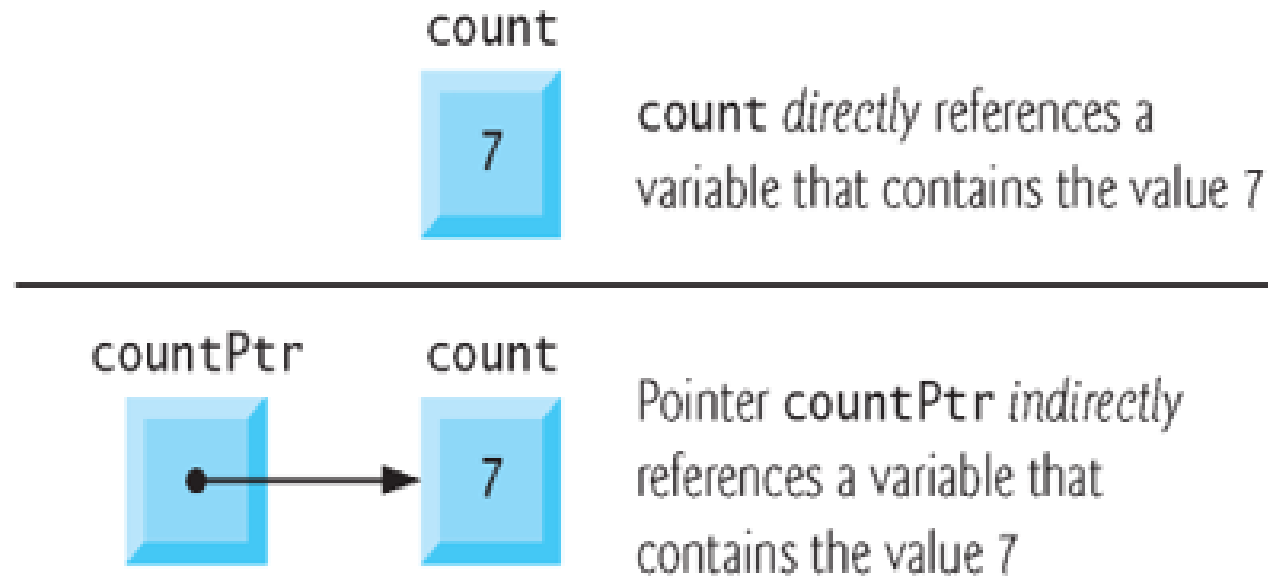 count
7
count directly references a
variable that contains the value 7
countPtr
count
7
Pointer countPtr indirectly
references a variable that
contains the value 7